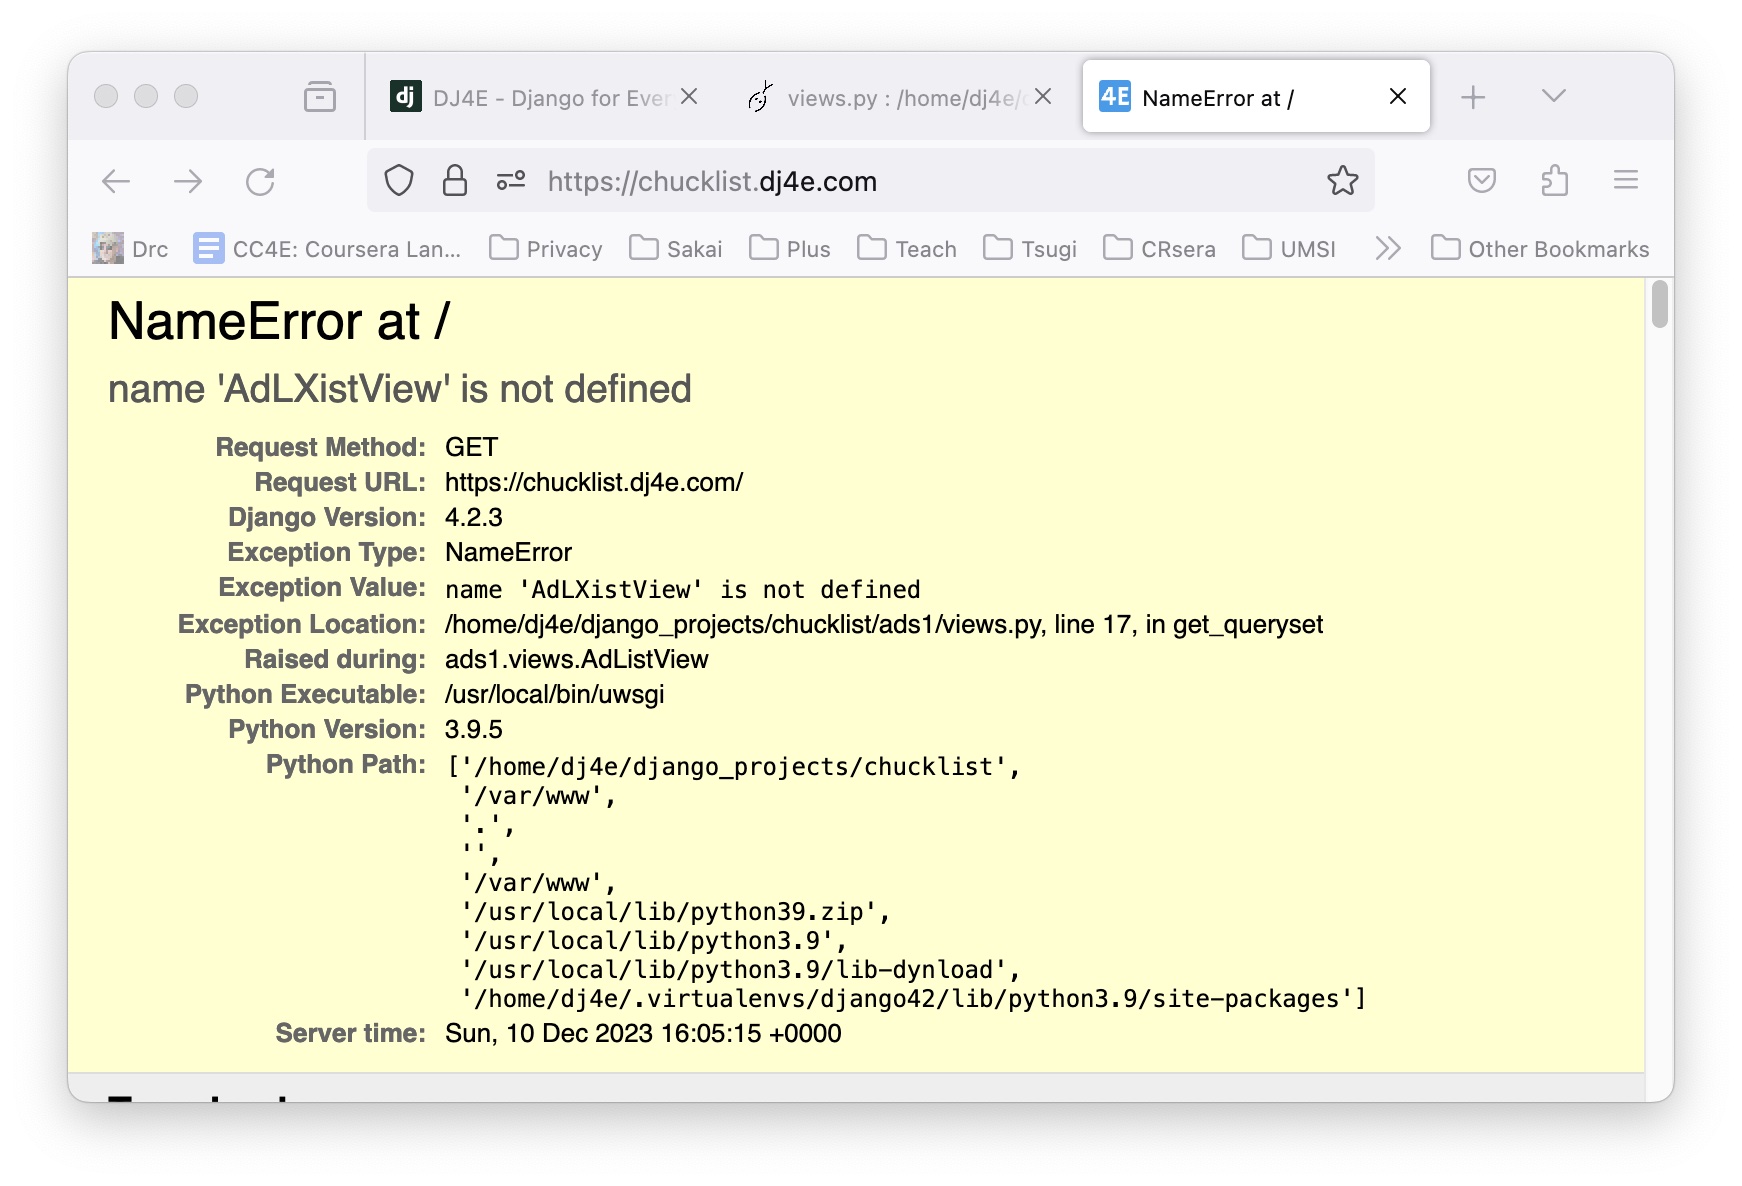 DJ4E - Django for Ever
views.py : /home/dj4e/
4E NameError at /
https://chucklist.dj4e.com
Drc CC4E: Coursera Lan... Privacy Sakai Plus Teach Tsugi CRsera UMSI Other Bookmarks
NameError at /
name 'AdLXistView' is not defined
Request Method: GET
Request URL: https://chucklist.dj4e.com/
Django Version: 4.2.3
Exception Type: NameError
Exception Value: name 'AdLXistView' is not defined
Exception Location: /home/dj4e/django_projects/chucklist/ads1/views.py, line 17, in get_queryset
Raised during: ads1.views.AdListView
Python Executable: /usr/local/bin/uwsgi
Python Version: 3.9.5
Python Path: ['/home/dj4e/django_projects/chucklist',
'/var/www',
'.',
'',
'/var/www',
'/usr/local/lib/python39.zip',
'/usr/local/lib/python3.9',
'/usr/local/lib/python3.9/lib-dynload',
'/home/dj4e/.virtualenvs/django42/lib/python3.9/site-packages']
Server time: Sun, 10 Dec 2023 16:05:15 +0000